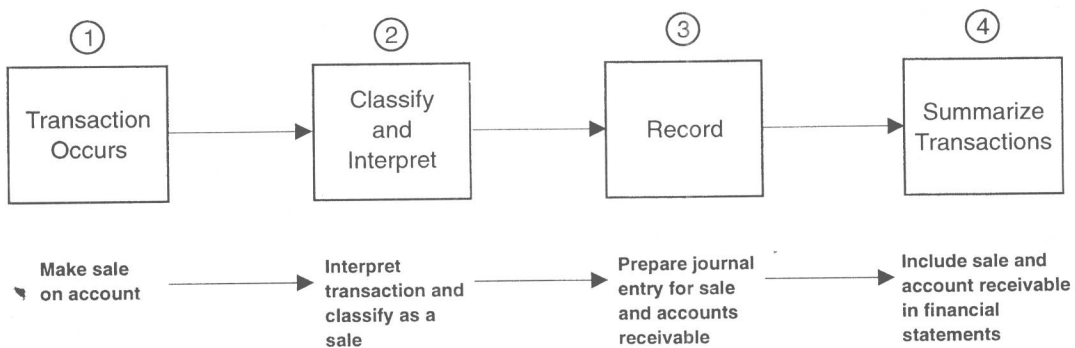 1
Transaction
Occurs
2
Classify
and
Interpret
3
Record
4
Summarize
Transactions
Make sale
on account
Interpret
transaction and
classify as a
sale
Prepare journal
entry for sale
and accounts
receivable
Include sale and
account receivable
in financial
statements